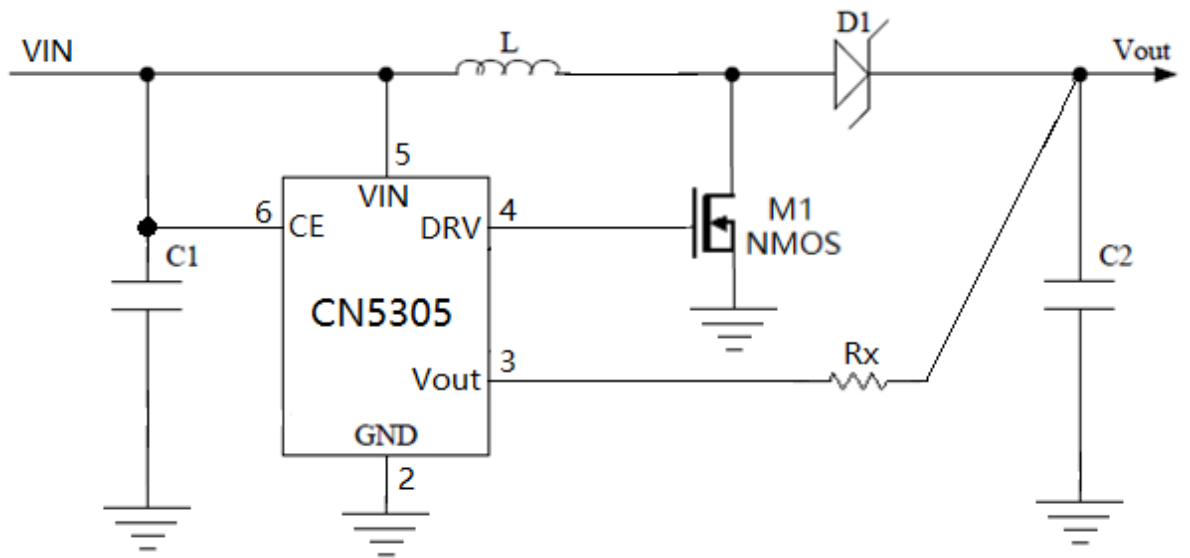 VIN
L
D1
Vout
5
VIN
6
CE
DRV
4
M1
NMOS
C1
C2
CN5305
Vout
3
Rx
GND
2